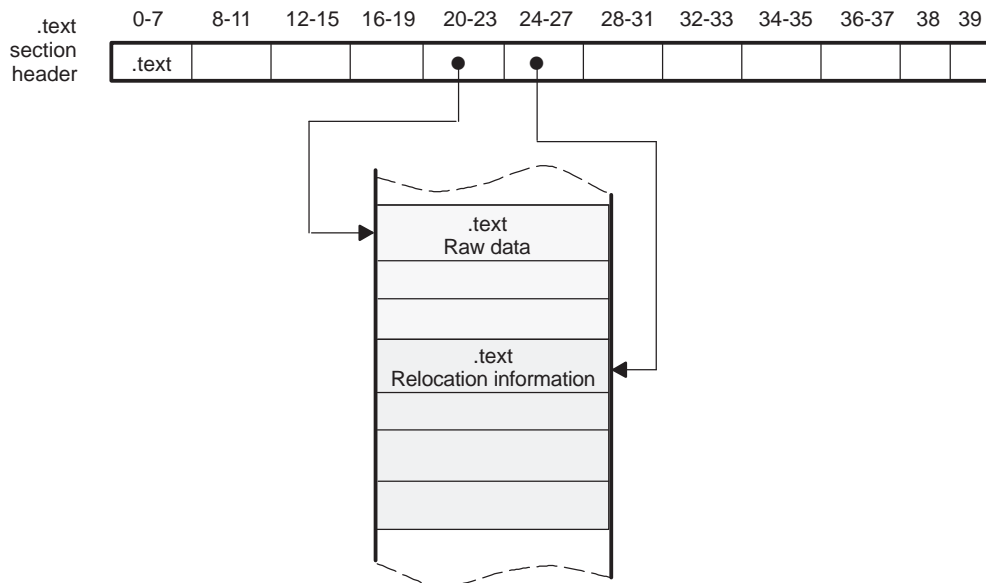 .text
section
header
0-7 8-11 12-15 16-19 20-23 24-27 28-31 32-33 34-35 36-37 38 39
.text
.text
Raw data
.text
Relocation information